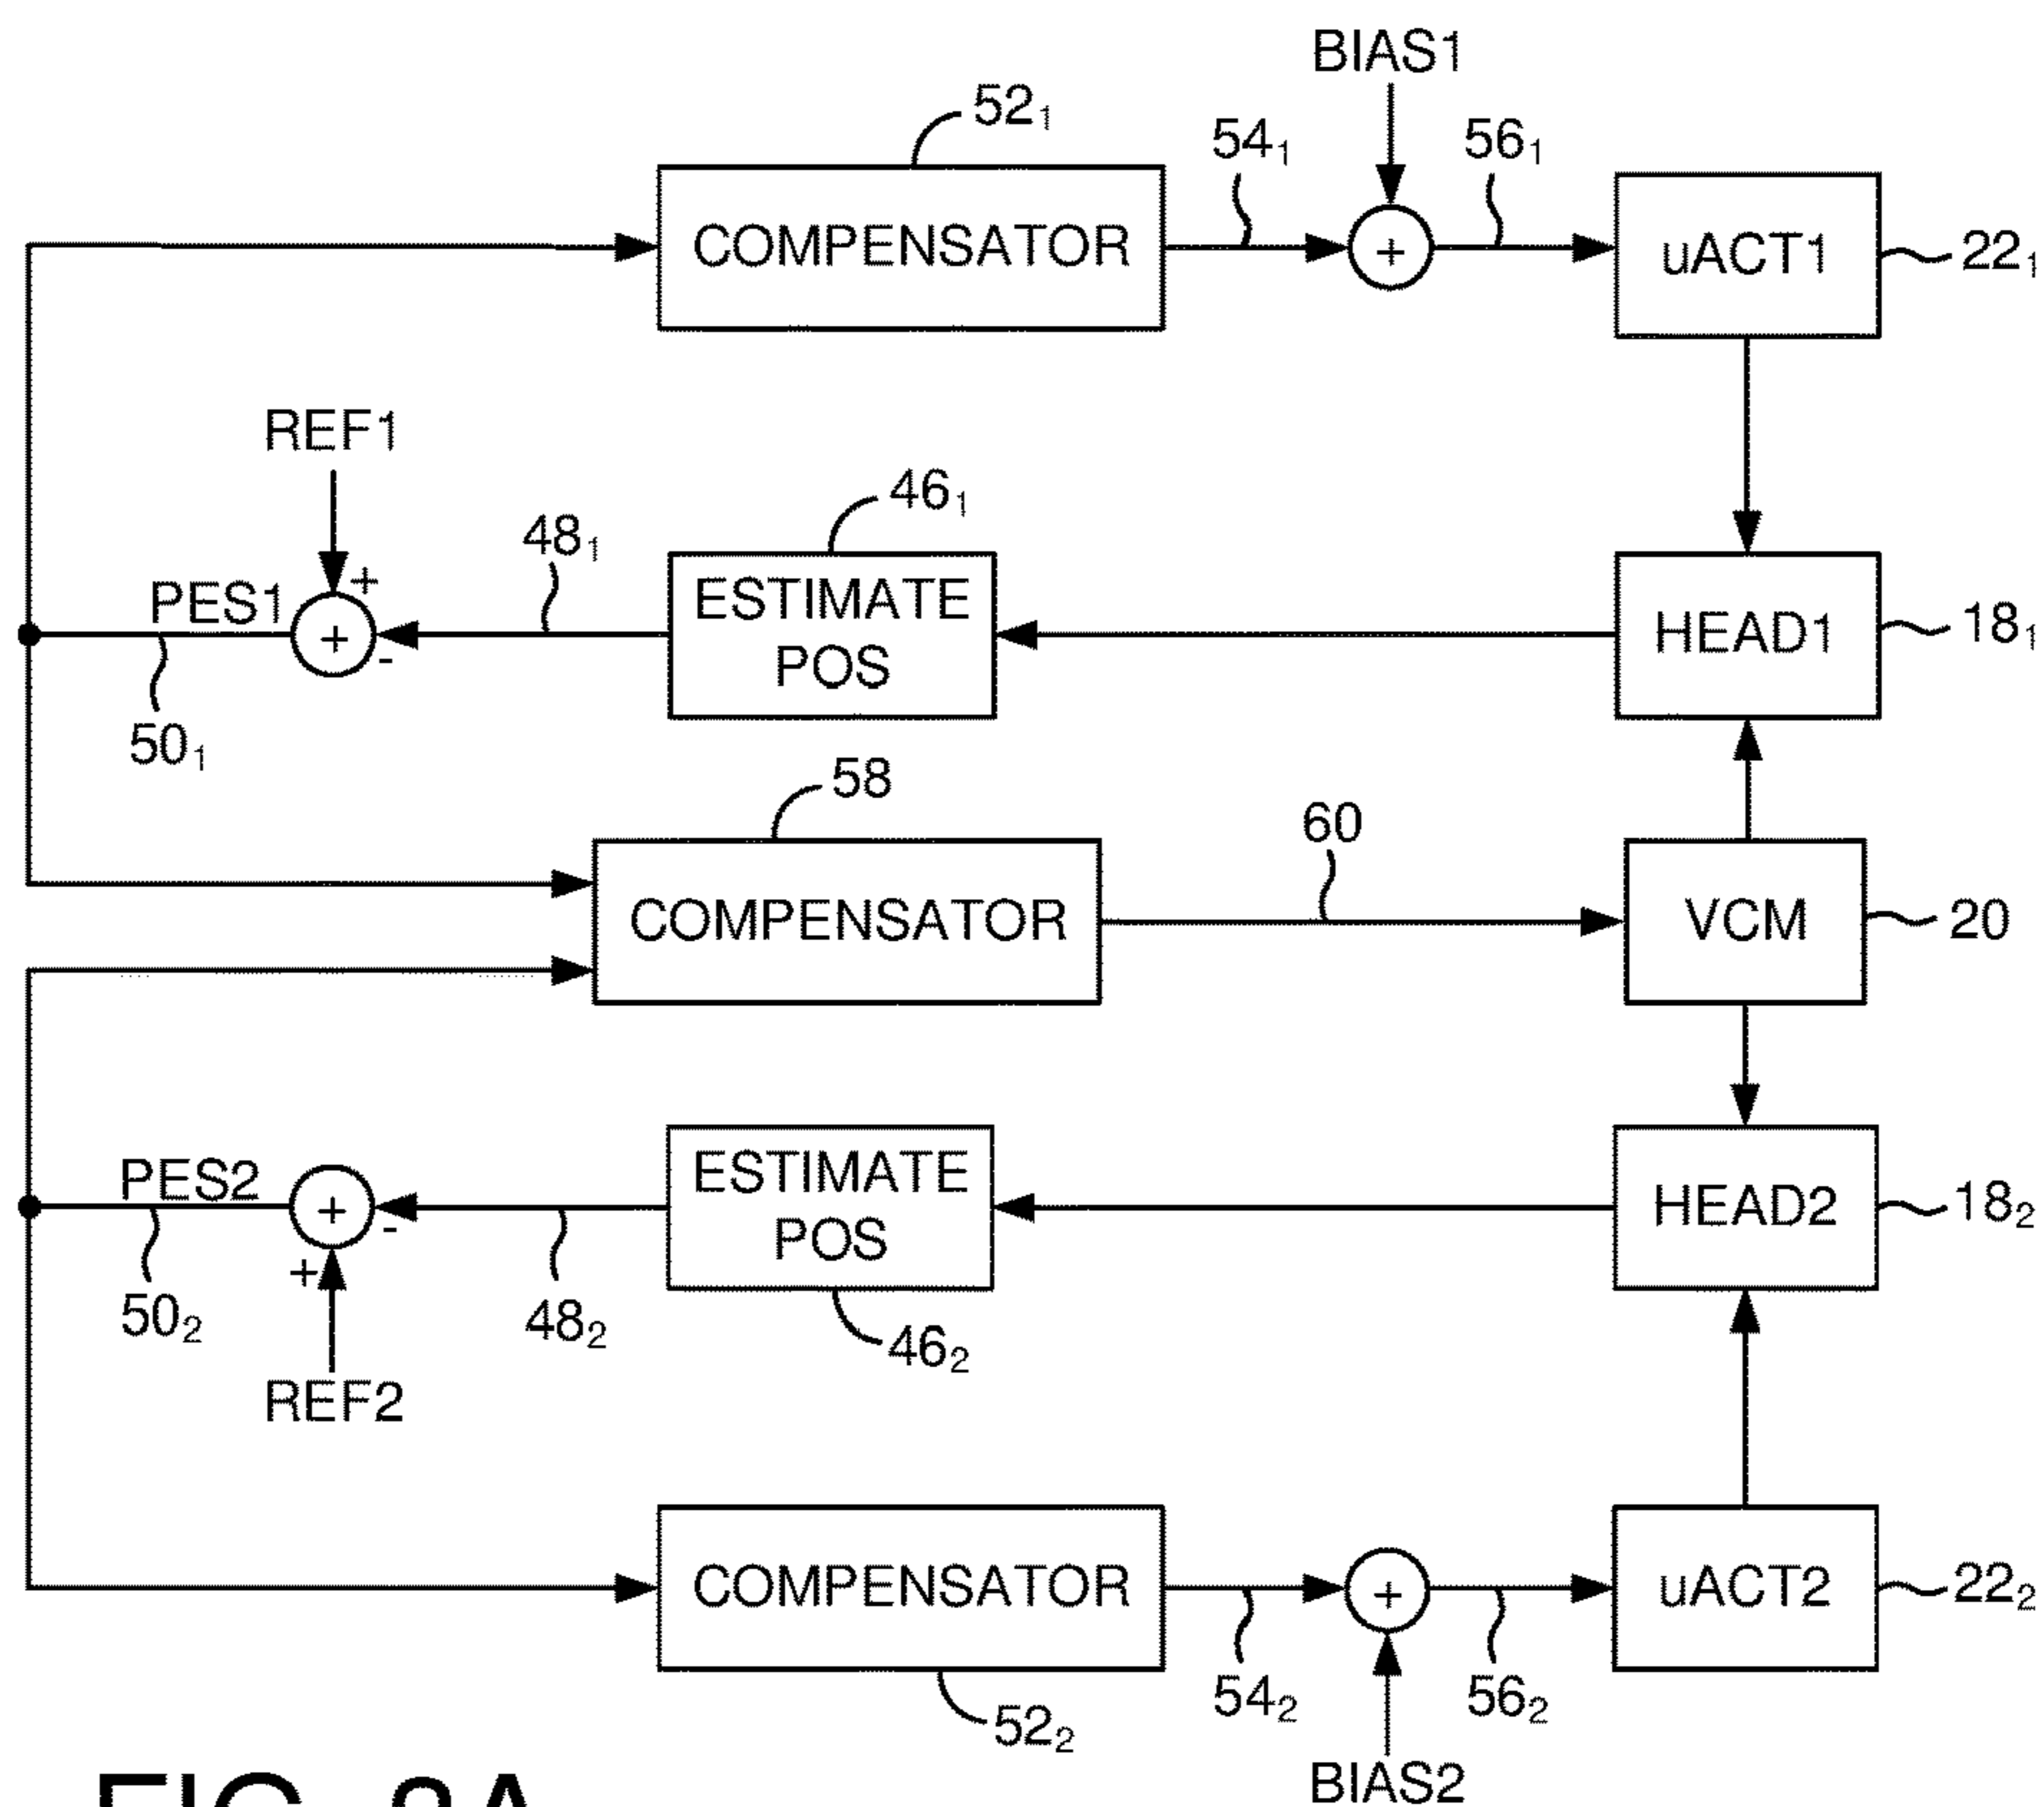 BIAS1
52₁
54₁
56₁
COMPENSATOR
+
uACT1
22₁
REF1
46₁
48₁
+
PES1
+
-
ESTIMATE
POS
HEAD1
18₁
50₁
58
60
COMPENSATOR
VCM
20
PES2
+
-
+
ESTIMATE
POS
HEAD2
18₂
50₂
48₂
46₂
REF2
COMPENSATOR
+
uACT2
22₂
54₂
56₂
52₂
BIAS2